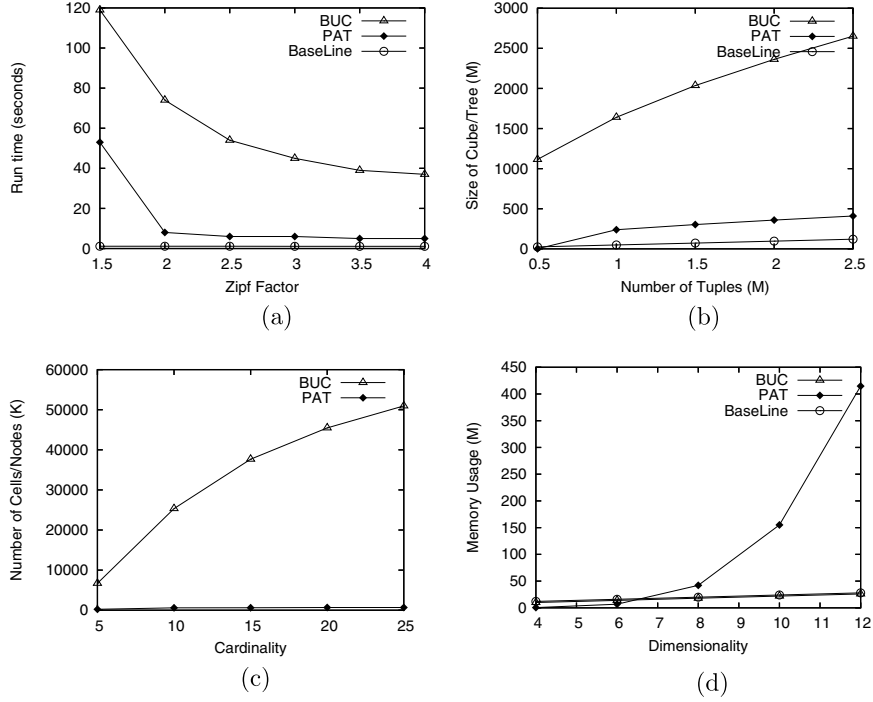 120
100
80
60
40
20
0
1.5 2 2.5 3 3.5 4
Run time (seconds)
Zipf Factor
BUC
PAT
BaseLine
(a)
3000
2500
2000
1500
1000
500
0
0.5 1 1.5 2 2.5
Size of Cube/Tree (M)
Number of Tuples (M)
BUC
PAT
BaseLine
(b)
60000
50000
40000
30000
20000
10000
0
5 10 15 20 25
Number of Cells/Nodes (K)
Cardinality
BUC
PAT
(c)
450
400
350
300
250
200
150
100
50
0
4 5 6 7 8 9 10 11 12
Memory Usage (M)
Dimensionality
BUC
PAT
BaseLine
(d)